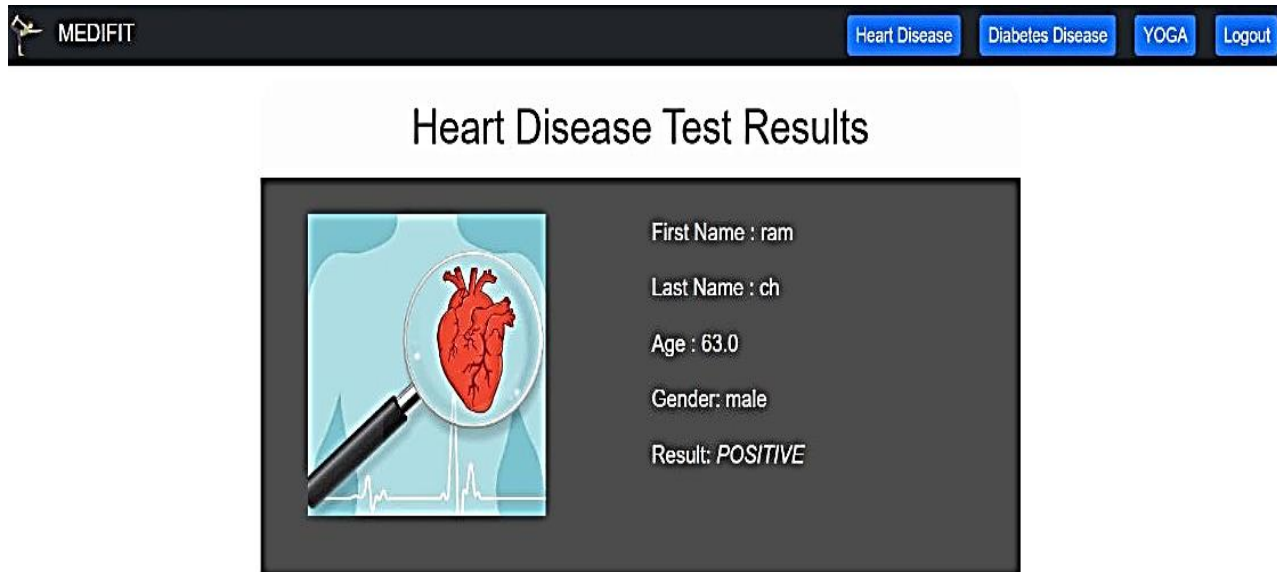 MEDIFIT
Heart Disease
Diabetes Disease
YOGA
Logout
Heart Disease Test Results
First Name : ram
Last Name : ch
Age : 63.0
Gender: male
Result: POSITIVE